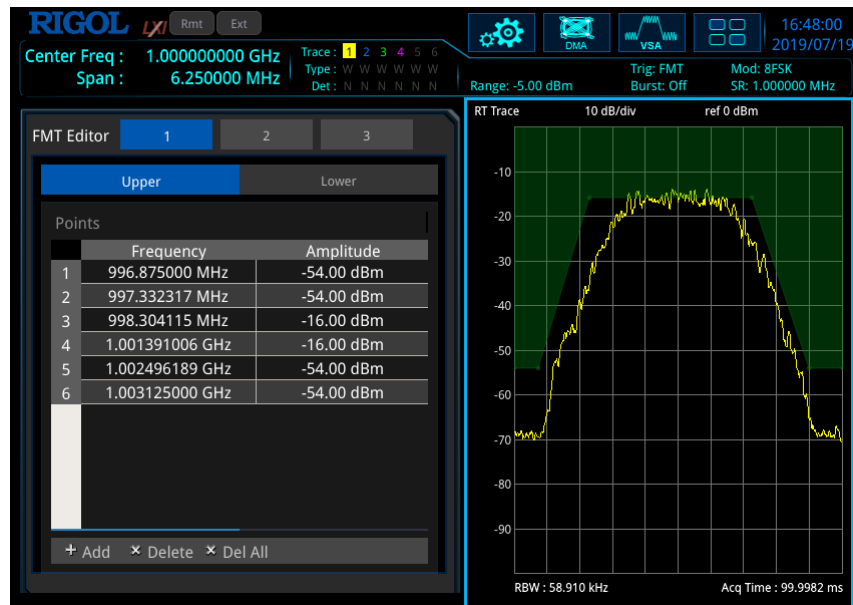 RIGOL LXI Rmt Ext
16:48:00
2019/07/19
DMA VSA
Center Freq : 1.000000000 GHz
Span : 6.250000 MHz
Trace : 1 2 3 4 5 6
Type : W W W W W W
Det : N N N N N N
Range: -5.00 dBm
Trig: FMT
Burst: Off
Mod: 8FSK
SR: 1.000000 MHz
FMT Editor 1 2 3
Upper Lower
Points
Frequency Amplitude
1 996.875000 MHz -54.00 dBm
2 997.332317 MHz -54.00 dBm
3 998.304115 MHz -16.00 dBm
4 1.001391006 GHz -16.00 dBm
5 1.002496189 GHz -54.00 dBm
6 1.003125000 GHz -54.00 dBm
+ Add × Delete × Del All
RT Trace 10 dB/div ref 0 dBm
-10
-20
-30
-40
-50
-60
-70
-80
-90
RBW : 58.910 kHz Acq Time : 99.9982 ms